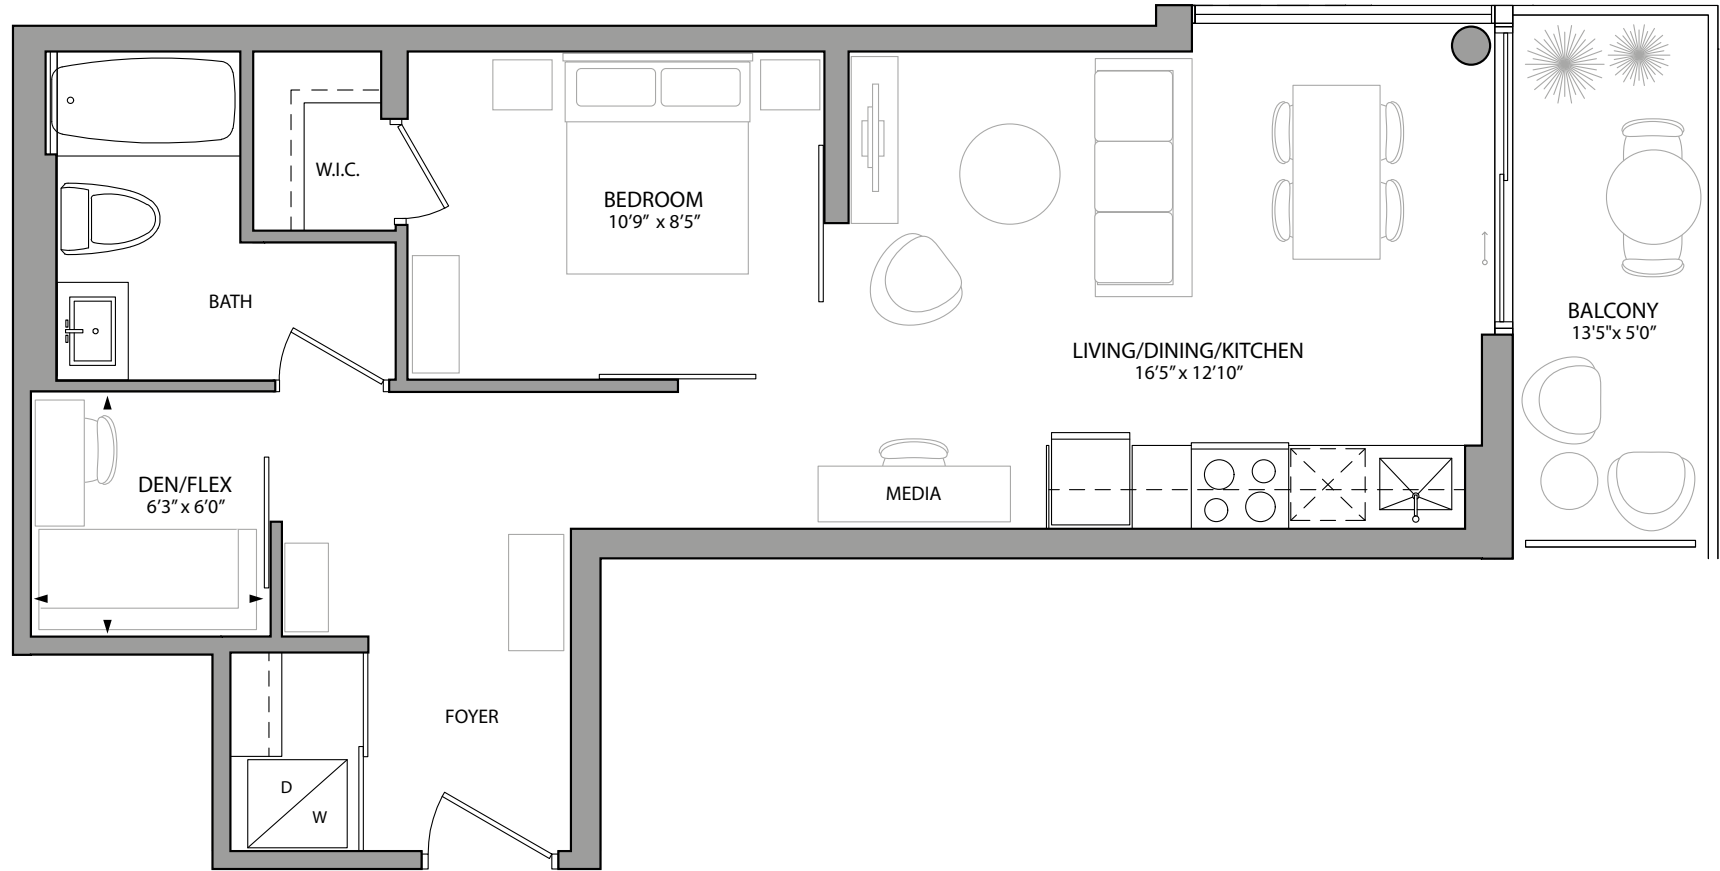 W.I.C.
BEDROOM
10'9” x 8'5”
BATH
BALCONY
13'5"x 5'0”
LIVING/DINING/KITCHEN
16'5” x 12'10”
DEN/FLEX
6'3” x 6'0”
MEDIA
FOYER
D
W